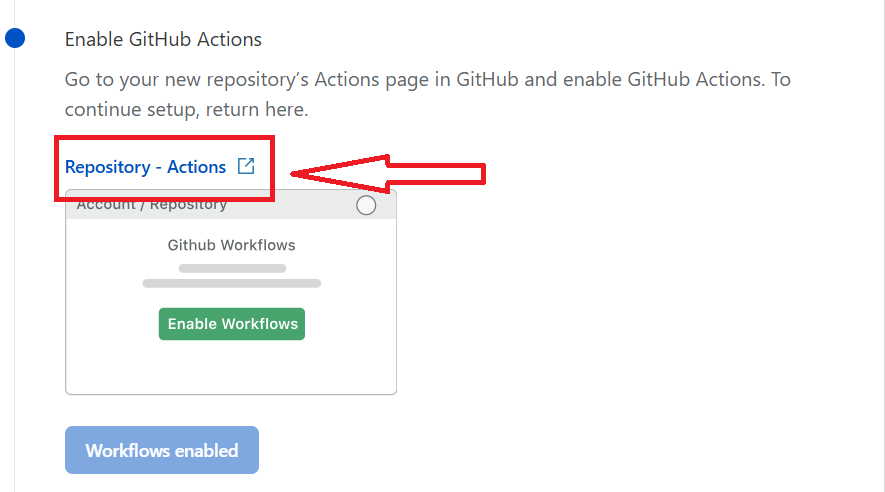 Enable GitHub Actions
Go to your new repository’s Actions page in GitHub and enable GitHub Actions. To
continue setup, return here.
Repository - Actions
Account / Repository
Github Workflows
Enable Workflows
Workflows enabled